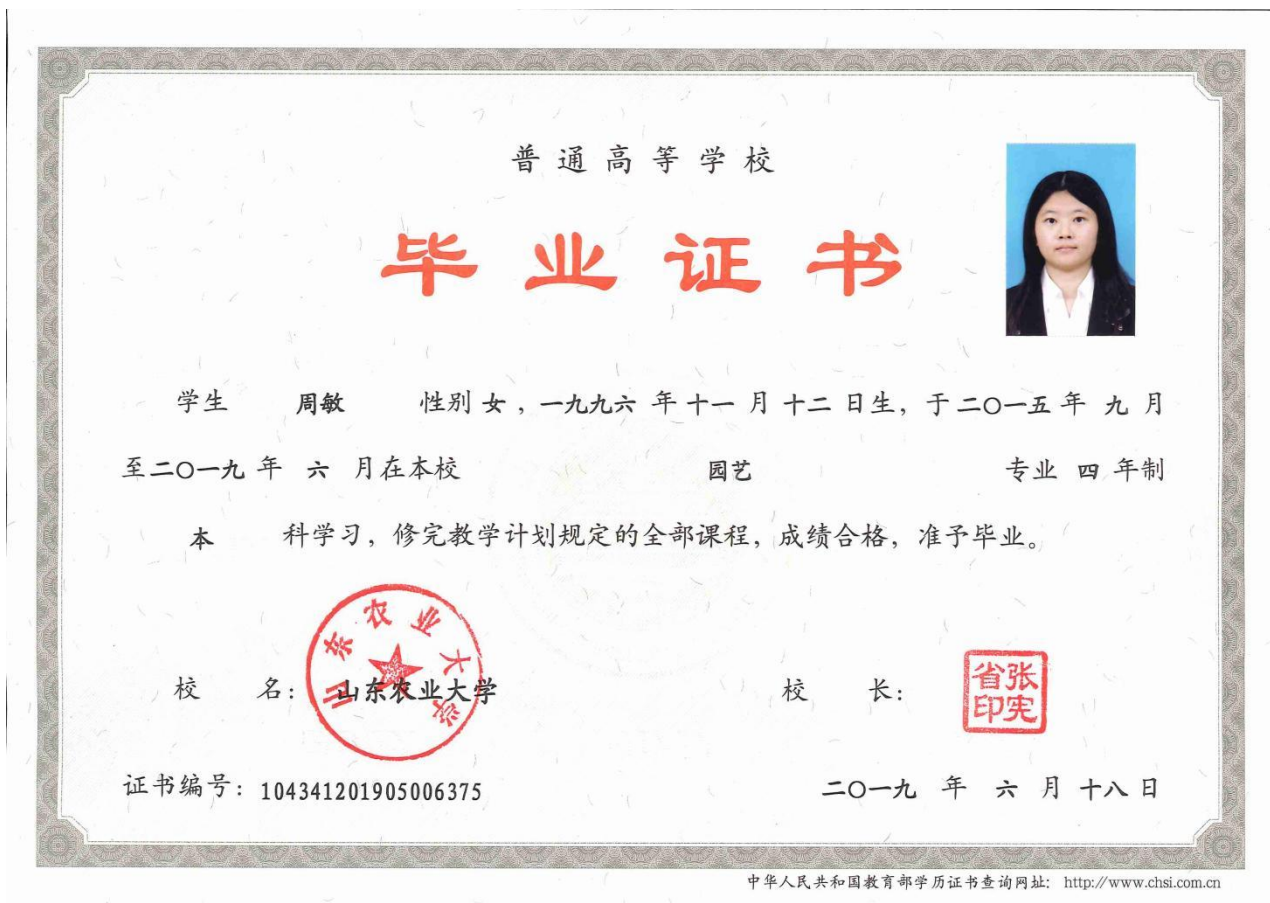 普通高等学校
毕业证书
学生 周敏 性别 女，一九九六 年 十一 月 十二 日生，于 二〇一五 年 九 月
至 二〇一九 年 六 月在本校 园艺 专业 四 年制
本 科学习，修完教学计划规定的全部课程，成绩合格，准予毕业。
山东农业大学
校 名：山东农业大学 校 长：
张宪省印
证书编号：104341201905006375 二〇一九 年 六 月 十八 日
中华人民共和国教育部学历证书查询网址：http://www.chsi.com.cn